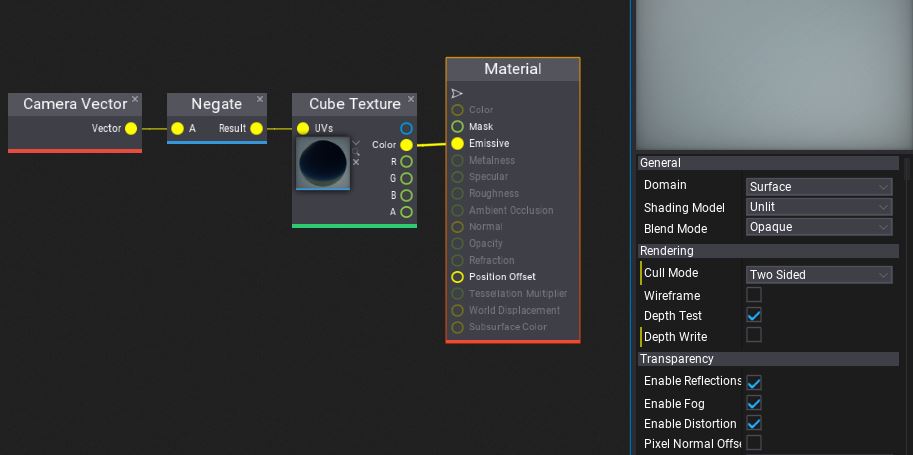 Camera Vector
Vector
Negate
A Result
Cube Texture
UVs
Color
R
G
B
A
Material
Color
Mask
Emissive
Metalness
Specular
Roughness
Ambient Occlusion
Normal
Opacity
Refraction
Position Offset
Tessellation Multiplier
World Displacement
Subsurface Color
General
Domain Surface
Shading Model Unlit
Blend Mode Opaque
Rendering
Cull Mode Two Sided
Wireframe
Depth Test
Depth Write
Transparency
Enable Reflections
Enable Fog
Enable Distortion
Pixel Normal Offse